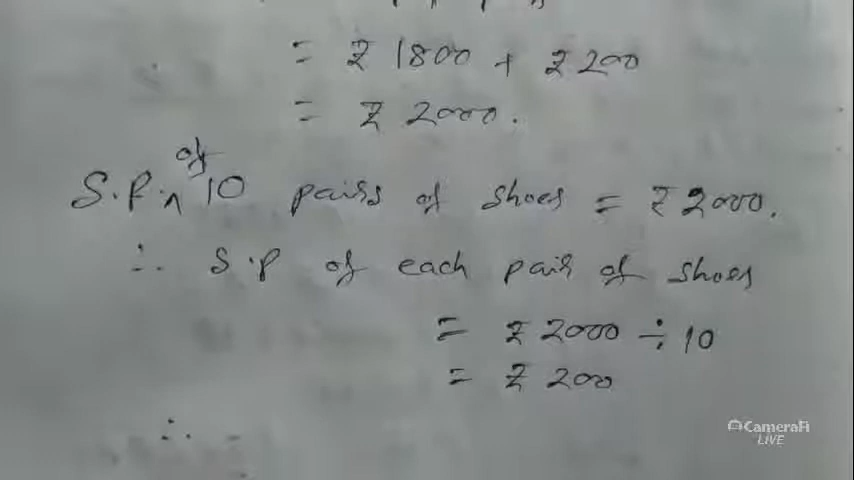 = ₹ 1800 + ₹ 200
= ₹ 2000.
S.P. of 10 pairs of shoes = ₹ 2000.
∴ S.P of each pair of shoes
= ₹ 2000 ÷ 10
= ₹ 200
∴ -
CameraFi
LIVE